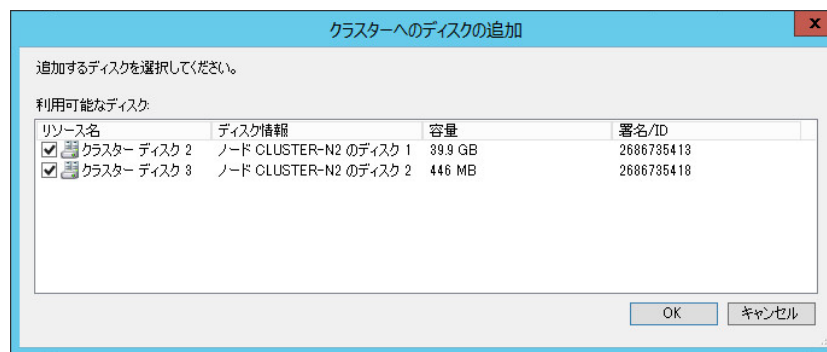 クラスターへのディスクの追加
x
追加するディスクを選択してください。
利用可能なディスク:
リソース名 ディスク情報 容量 署名/ID
クラスター ディスク 2 ノード CLUSTER-N2 のディスク 1 39.9 GB 2686735413
クラスター ディスク 3 ノード CLUSTER-N2 のディスク 2 446 MB 2686735418
OK キャンセル